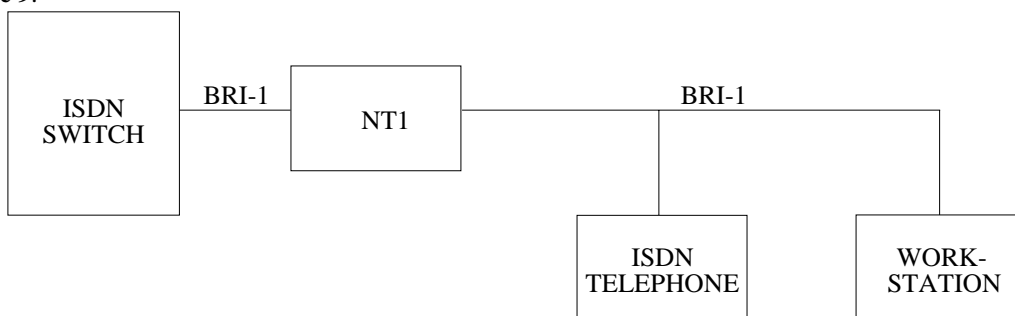 ISDN
SWITCH
BRI-1
NT1
BRI-1
ISDN
TELEPHONE
WORK-
STATION